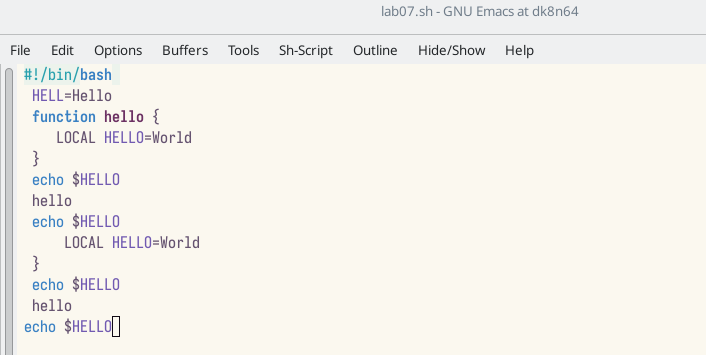 lab07.sh - GNU Emacs at dk8n64
File Edit Options Buffers Tools Sh-Script Outline Hide/Show Help
#!/bin/bash
HELL=Hello
function hello {
LOCAL HELLO=World
}
echo $HELLO
hello
echo $HELLO
LOCAL HELLO=World
}
echo $HELLO
hello
echo $HELLO